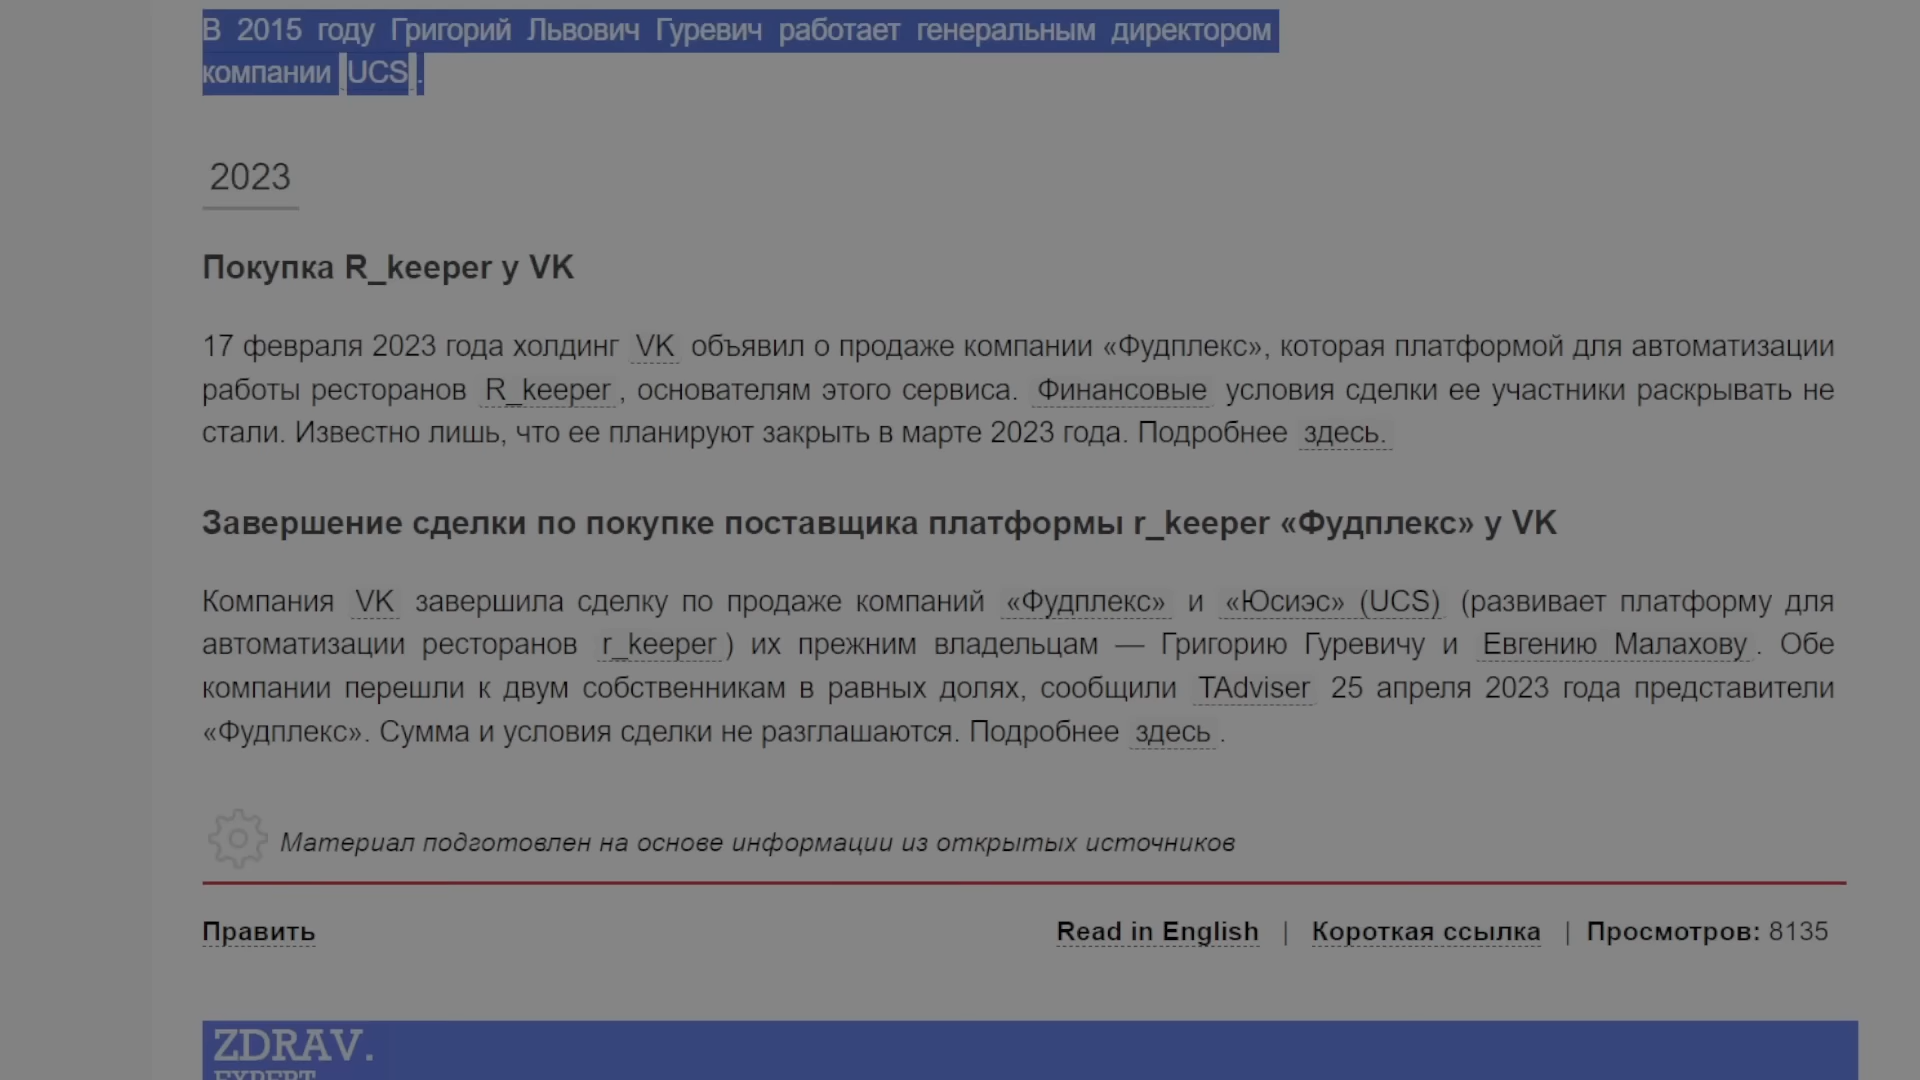 В 2015 году Григорий Львович Гуревич работает генеральным директором
компании UCS .
2023
Покупка R_keeper у VK
17 февраля 2023 года холдинг VK объявил о продаже компании «Фудплекс», которая платформой для автоматизации
работы ресторанов R_keeper , основателям этого сервиса. Финансовые условия сделки ее участники раскрывать не
стали. Известно лишь, что ее планируют закрыть в марте 2023 года. Подробнее здесь.
Завершение сделки по покупке поставщика платформы r_keeper «Фудплекс» у VK
Компания VK завершила сделку по продаже компаний «Фудплекс» и «Юсиэс» (UCS) (развивает платформу для
автоматизации ресторанов r_keeper ) их прежним владельцам — Григорию Гуревичу и Евгению Малахову . Обе
компании перешли к двум собственникам в равных долях, сообщили TAdviser 25 апреля 2023 года представители
«Фудплекс». Сумма и условия сделки не разглашаются. Подробнее здесь .
Материал подготовлен на основе информации из открытых источников
Править Read in English | Короткая ссылка | Просмотров: 8135
ZDRAV.
EXPERT